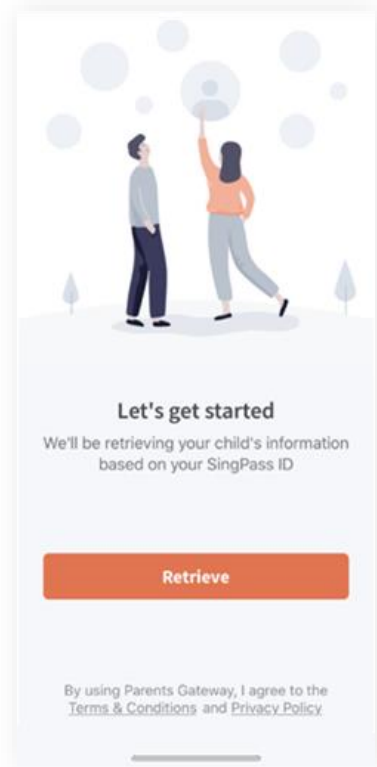 Let's get started
We'll be retrieving your child's information
based on your SingPass ID
Retrieve
By using Parents Gateway, I agree to the
Terms & Conditions and Privacy Policy